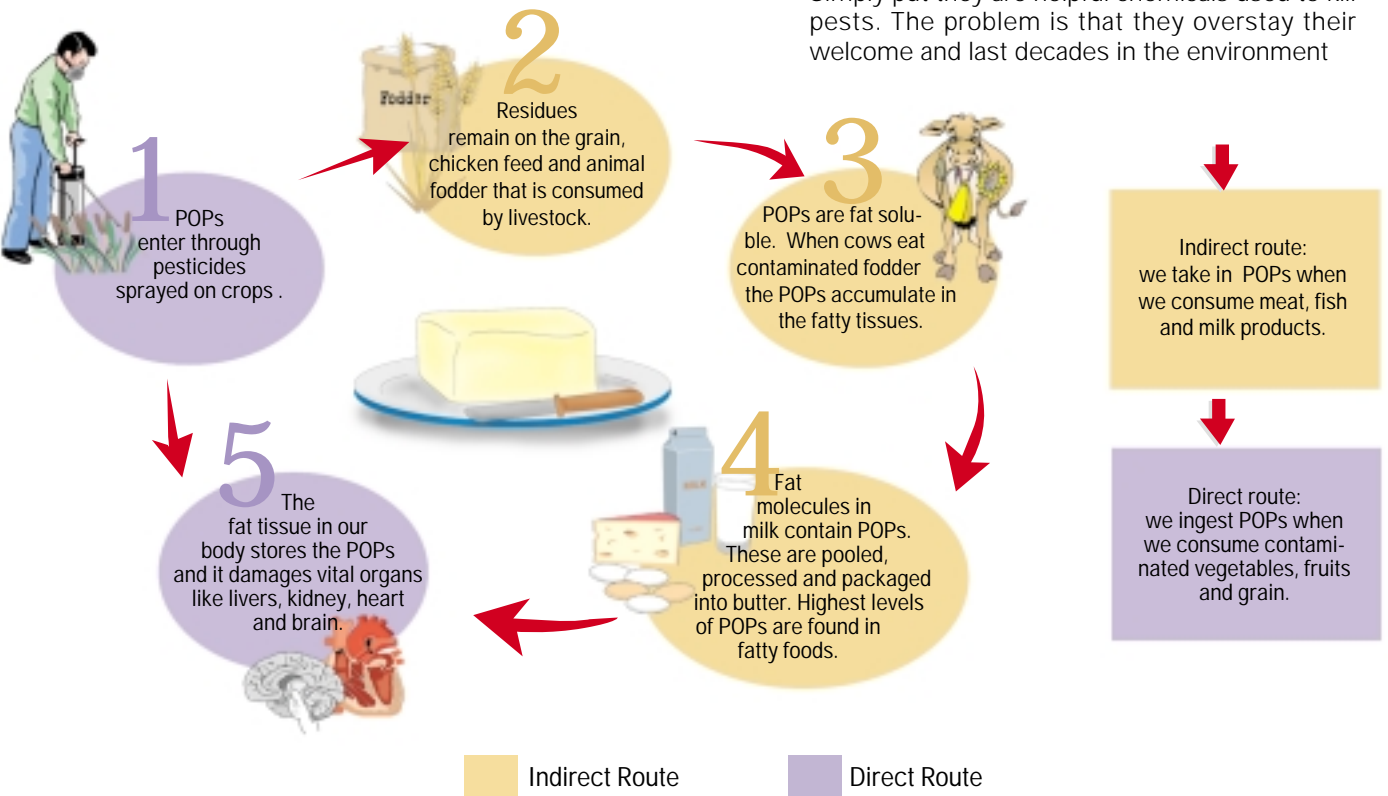 pests. The problem is that they overstay their
welcome and last decades in the environment
1
POPs
enter through
pesticides
sprayed on crops .
2
Fodder
Residues
remain on the grain,
chicken feed and animal
fodder that is consumed
by livestock.
3
POPs are fat solu-
ble. When cows eat
contaminated fodder
the POPs accumulate in
the fatty tissues.
4
MILK
Fat
molecules in
milk contain POPs.
These are pooled,
processed and packaged
into butter. Highest levels
of POPs are found in
fatty foods.
5
The
fat tissue in our
body stores the POPs
and it damages vital organs
like livers, kidney, heart
and brain.
Indirect route:
we take in POPs when
we consume meat, fish
and milk products.
Direct route:
we ingest POPs when
we consume contami-
nated vegetables, fruits
and grain.
Indirect Route
Direct Route